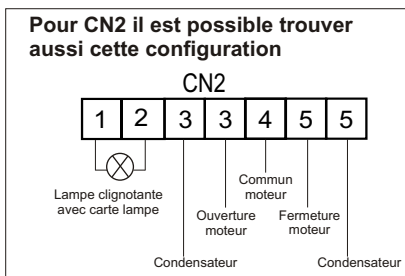 Pour CN2 il est possible trouver
aussi cette configuration
CN2
1 2 3 3 4 5 5
Lampe clignotante
avec carte lampe
Commun
moteur
Ouverture
moteur
Fermeture
moteur
Condensateur
Condensateur